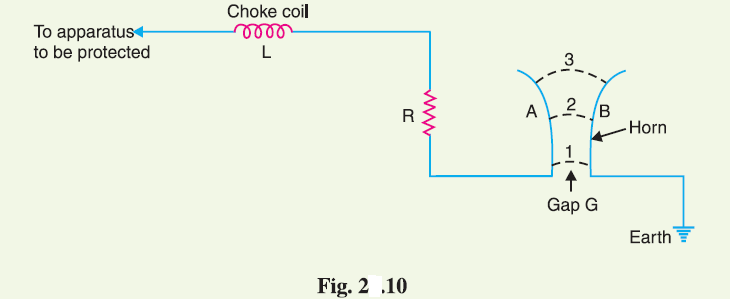 Choke coil
To apparatus
to be protected
L
R
3
A
2
B
Horn
1
Gap G
Earth
Fig. 2 .10